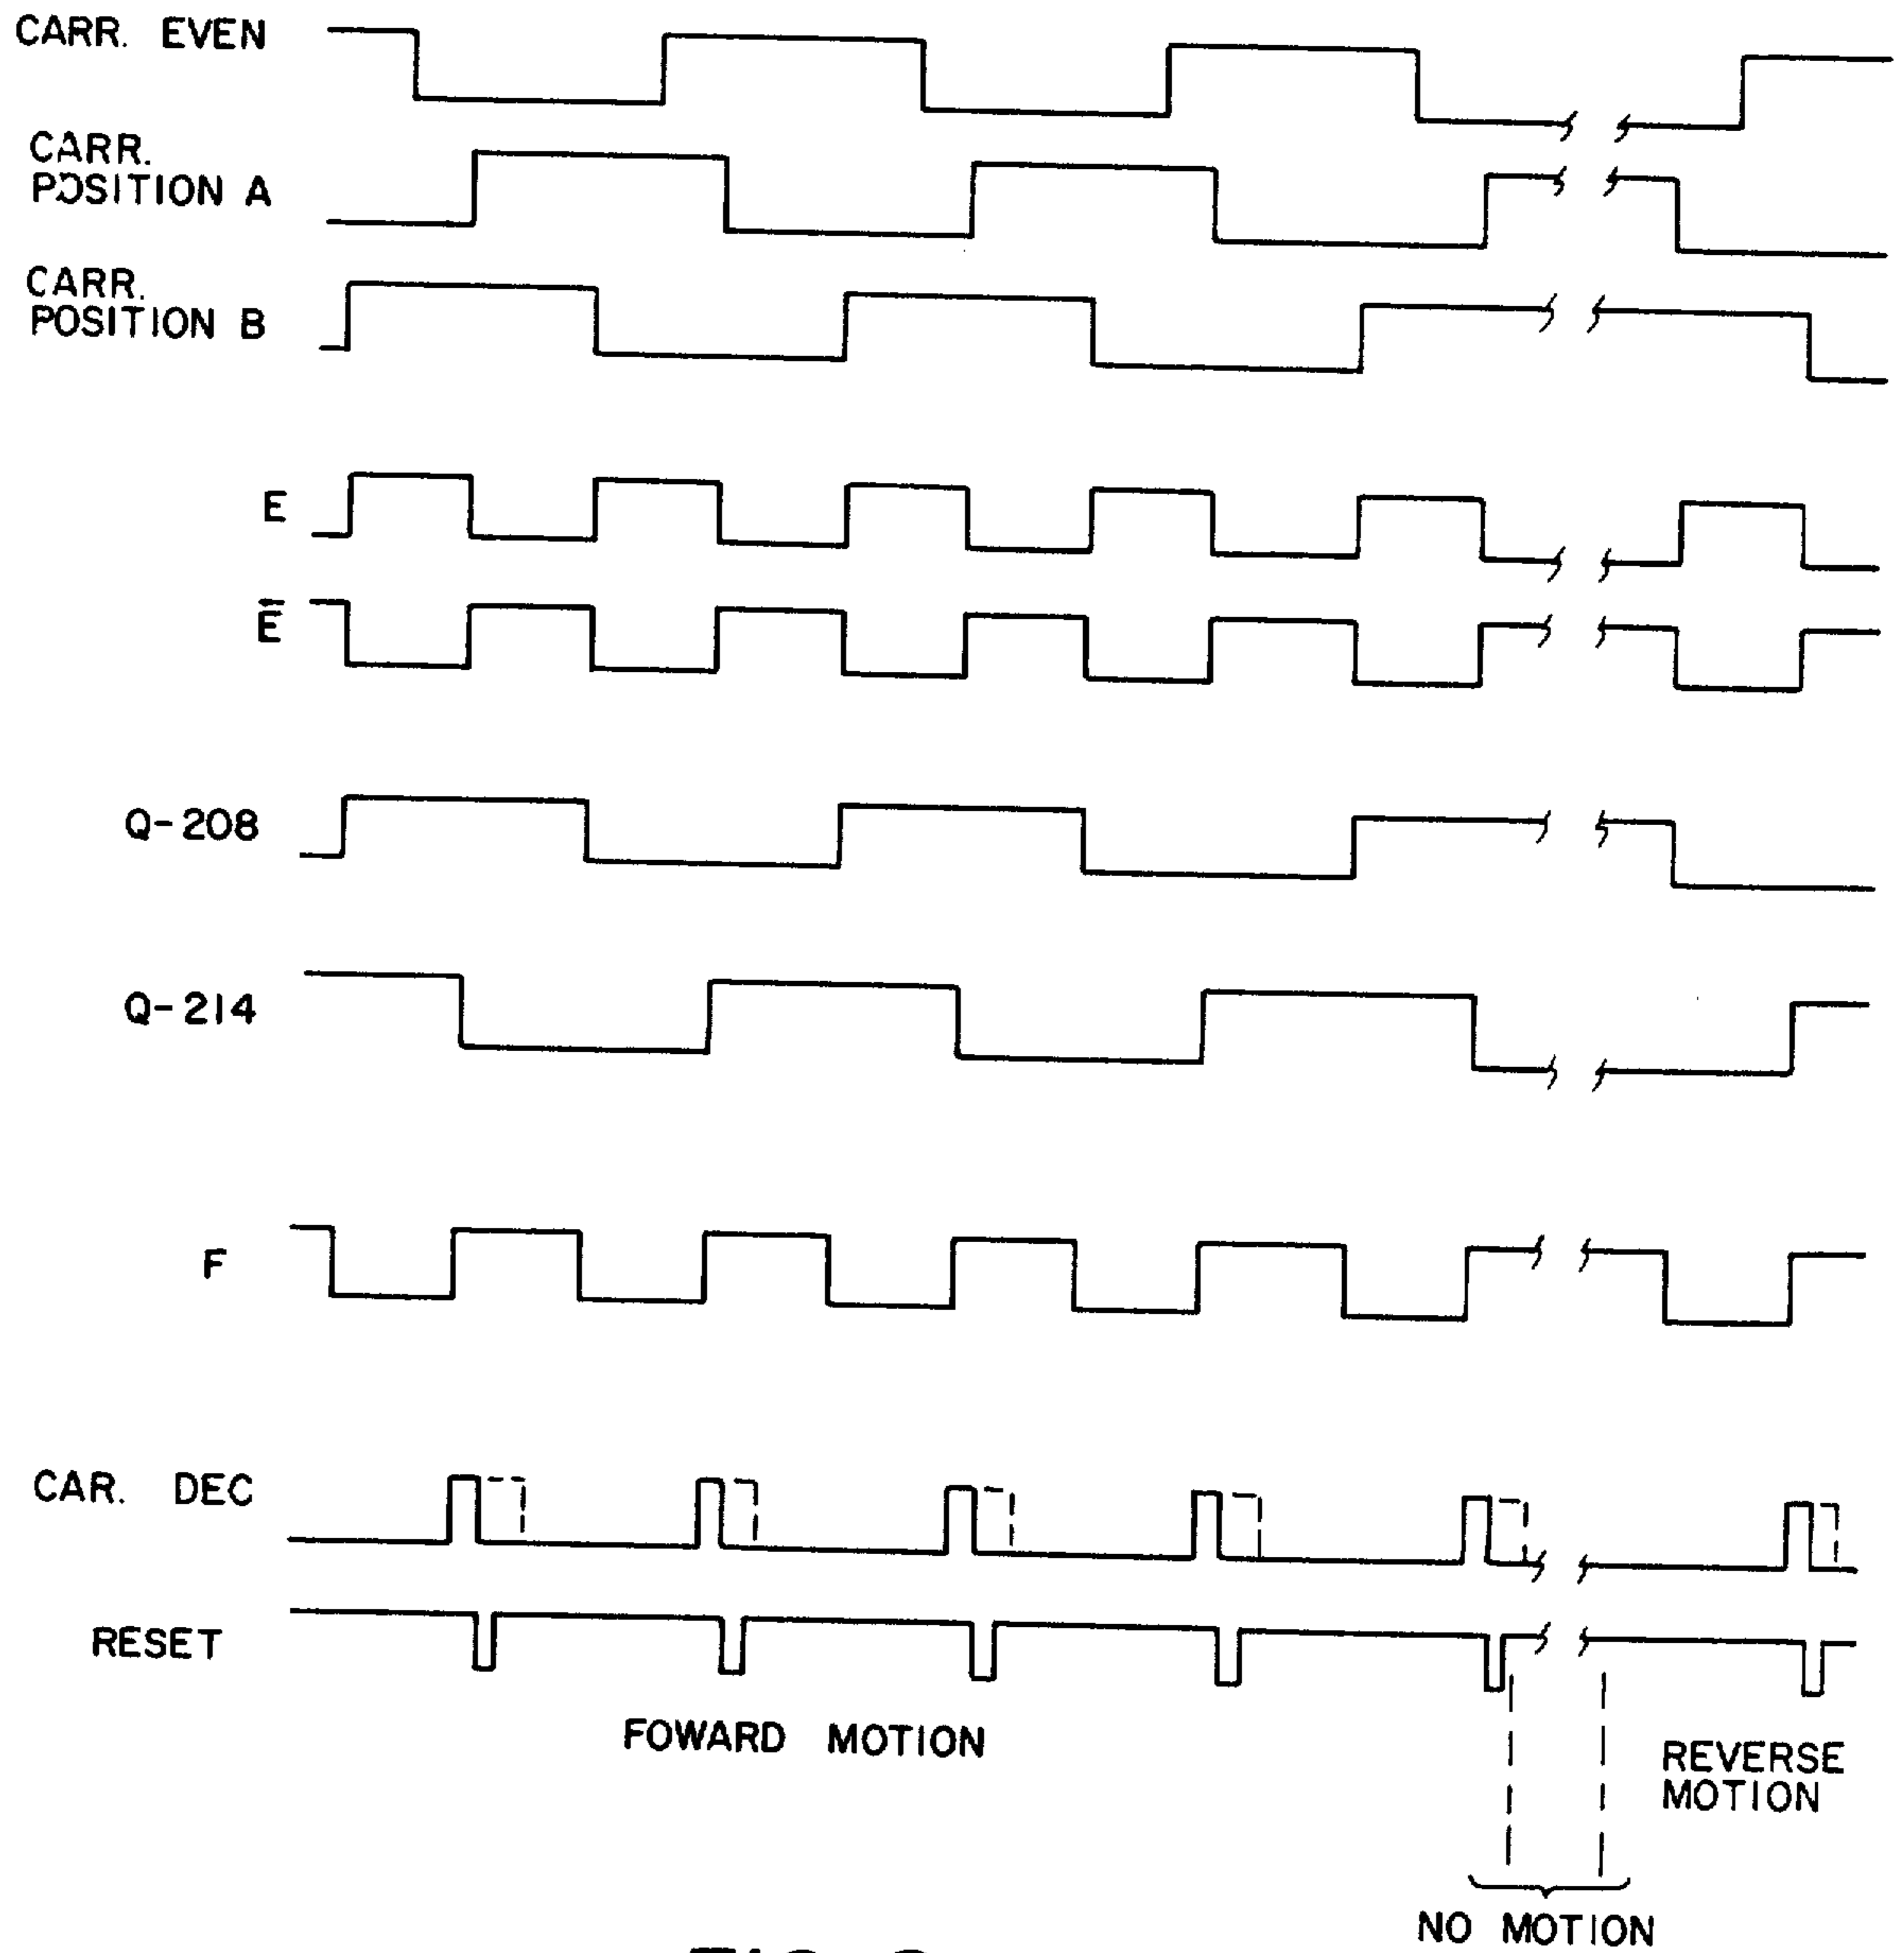 CARR. EVEN
CARR.
POSITION A
CARR.
POSITION B
E
E̅
Q-208
Q-214
F
CAR. DEC
RESET
FOWARD MOTION
REVERSE
MOTION
NO MOTION